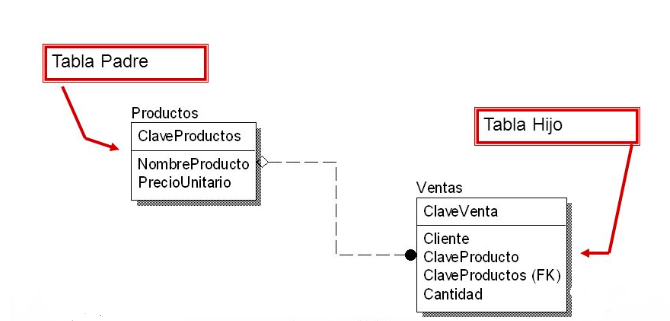 Tabla Padre
Productos
ClaveProductos
NombreProducto
PrecioUnitario
Tabla Hijo
Ventas
ClaveVenta
Cliente
ClaveProducto
ClaveProductos (FK)
Cantidad